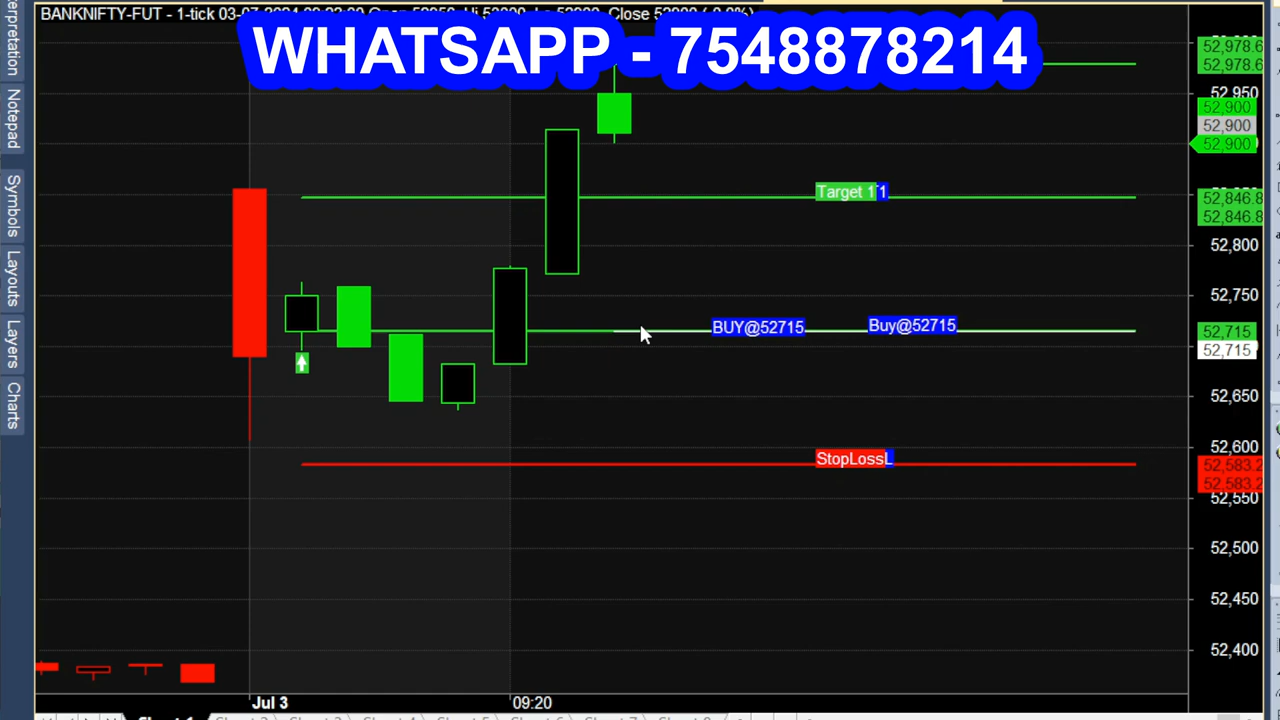 BANKNIFTY-FUT - 1-tick
WHATSAPP - 7548878214
Interpretation
Notepad
Symbols
Layouts
Layers
Charts
52,978.6
52,978.6
52,950
52,900
52,900
52,900
Target 1
1
52,846.8
52,846.8
52,800
52,750
BUY@52715
Buy@52715
52,715
52,715
52,650
52,600
StopLoss
L
52,583.2
52,583.2
52,550
52,500
52,450
52,400
Jul 3
09:20